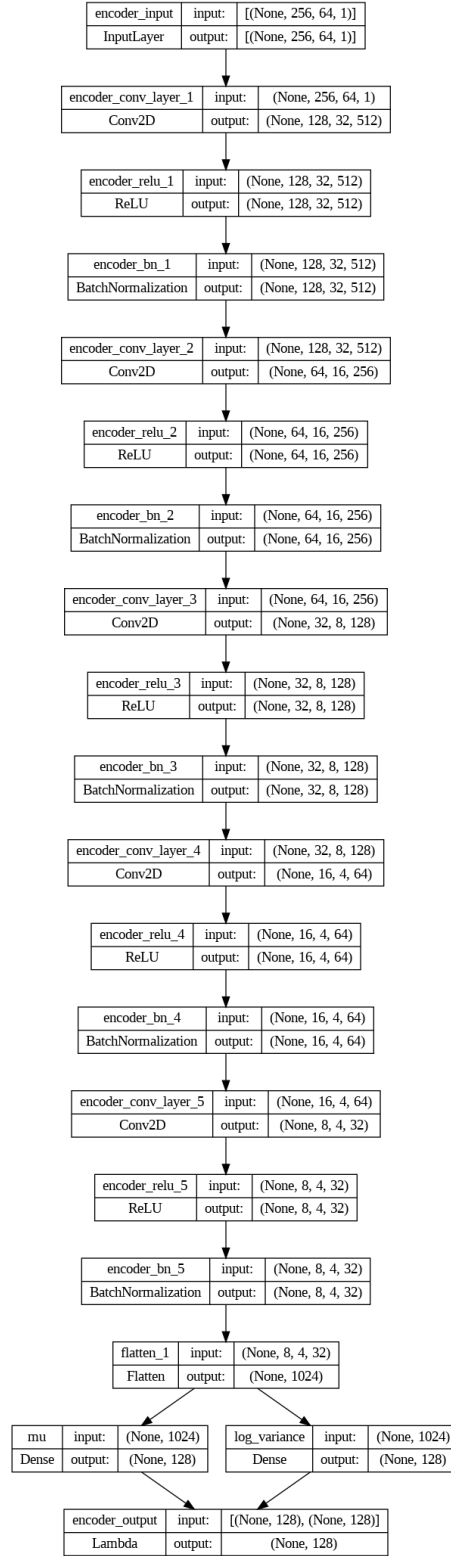 encoder_input input: [(None, 256, 64, 1)]
InputLayer output: [(None, 256, 64, 1)]
encoder_conv_layer_1 input: (None, 256, 64, 1)
Conv2D output: (None, 128, 32, 512)
encoder_relu_1 input: (None, 128, 32, 512)
ReLU output: (None, 128, 32, 512)
encoder_bn_1 input: (None, 128, 32, 512)
BatchNormalization output: (None, 128, 32, 512)
encoder_conv_layer_2 input: (None, 128, 32, 512)
Conv2D output: (None, 64, 16, 256)
encoder_relu_2 input: (None, 64, 16, 256)
ReLU output: (None, 64, 16, 256)
encoder_bn_2 input: (None, 64, 16, 256)
BatchNormalization output: (None, 64, 16, 256)
encoder_conv_layer_3 input: (None, 64, 16, 256)
Conv2D output: (None, 32, 8, 128)
encoder_relu_3 input: (None, 32, 8, 128)
ReLU output: (None, 32, 8, 128)
encoder_bn_3 input: (None, 32, 8, 128)
BatchNormalization output: (None, 32, 8, 128)
encoder_conv_layer_4 input: (None, 32, 8, 128)
Conv2D output: (None, 16, 4, 64)
encoder_relu_4 input: (None, 16, 4, 64)
ReLU output: (None, 16, 4, 64)
encoder_bn_4 input: (None, 16, 4, 64)
BatchNormalization output: (None, 16, 4, 64)
encoder_conv_layer_5 input: (None, 16, 4, 64)
Conv2D output: (None, 8, 4, 32)
encoder_relu_5 input: (None, 8, 4, 32)
ReLU output: (None, 8, 4, 32)
encoder_bn_5 input: (None, 8, 4, 32)
BatchNormalization output: (None, 8, 4, 32)
flatten_1 input: (None, 8, 4, 32)
Flatten output: (None, 1024)
mu input: (None, 1024)
Dense output: (None, 128)
log_variance input: (None, 1024)
Dense output: (None, 128)
encoder_output input: [(None, 128), (None, 128)]
Lambda output: (None, 128)